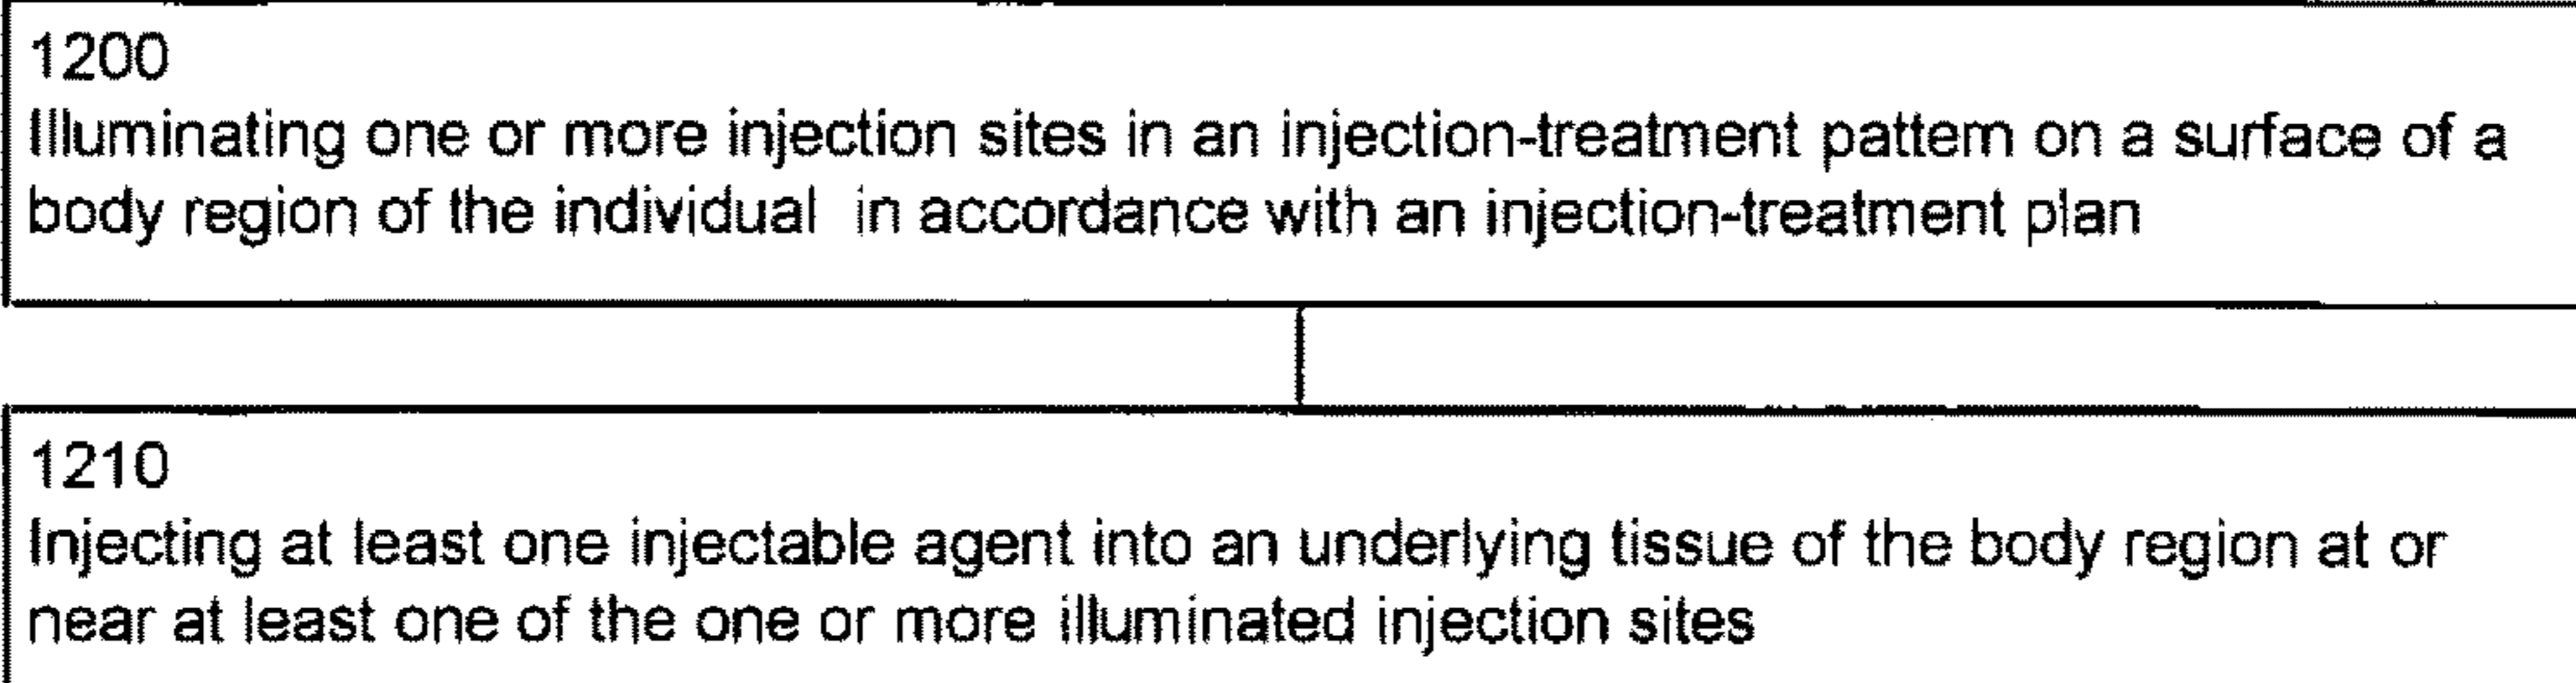 1200
Illuminating one or more injection sites in an injection-treatment pattern on a surface of a
body region of the individual in accordance with an injection-treatment plan
1210
Injecting at least one injectable agent into an underlying tissue of the body region at or
near at least one of the one or more illuminated injection sites